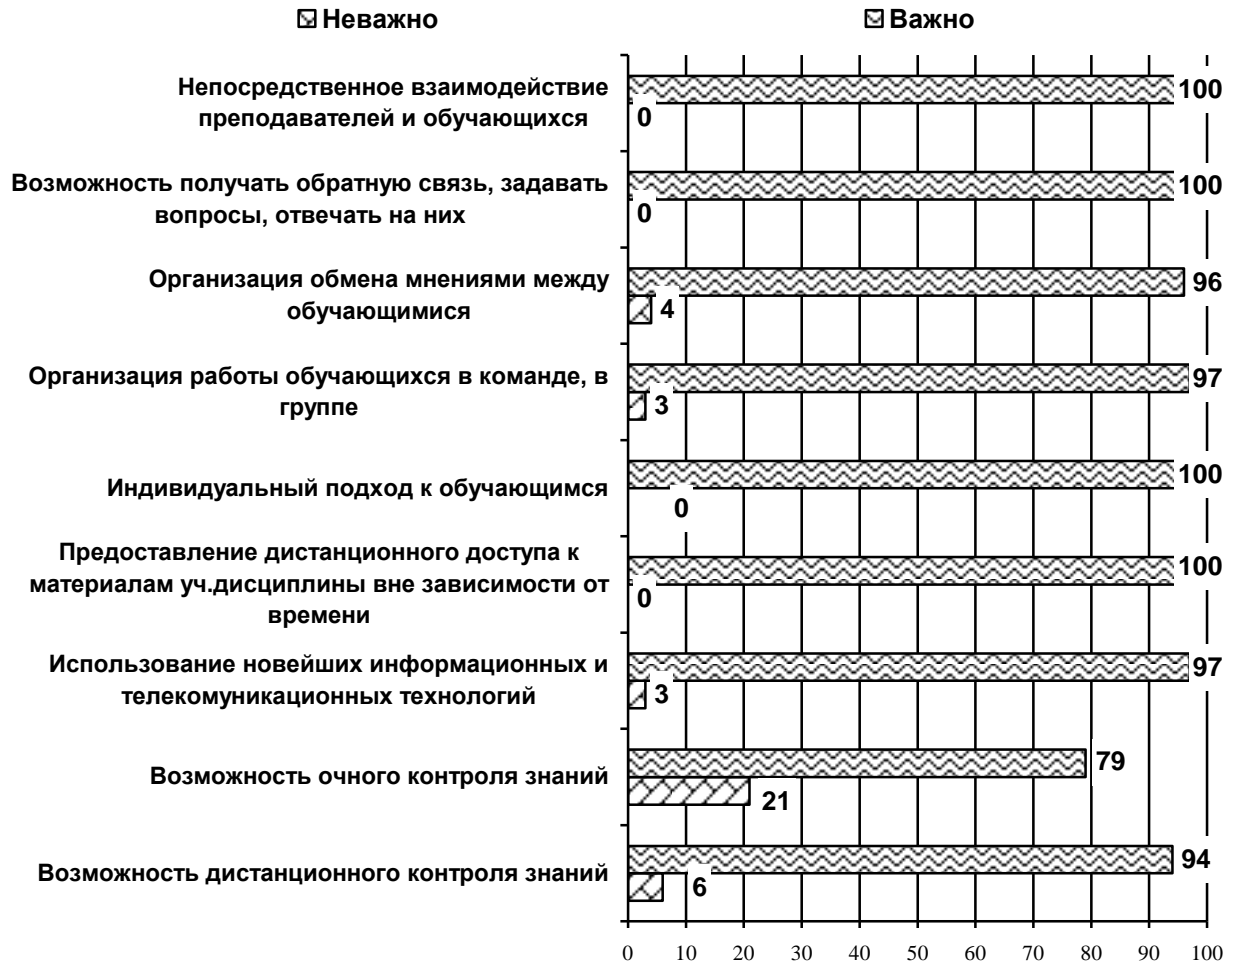 Неважно
Важно
Непосредственное взаимодействие
преподавателей и обучающихся
100
0
Возможность получать обратную связь, задавать
вопросы, отвечать на них
100
0
Организация обмена мнениями между
обучающимися
96
4
Организация работы обучающихся в команде, в
группе
97
3
Индивидуальный подход к обучающимся
100
0
Предоставление дистанционного доступа к
материалам уч.дисциплины вне зависимости от
времени
100
0
Использование новейших информационных и
телекомуникационных технологий
97
3
Возможность очного контроля знаний
79
21
Возможность дистанционного контроля знаний
94
6
0 10 20 30 40 50 60 70 80 90 100